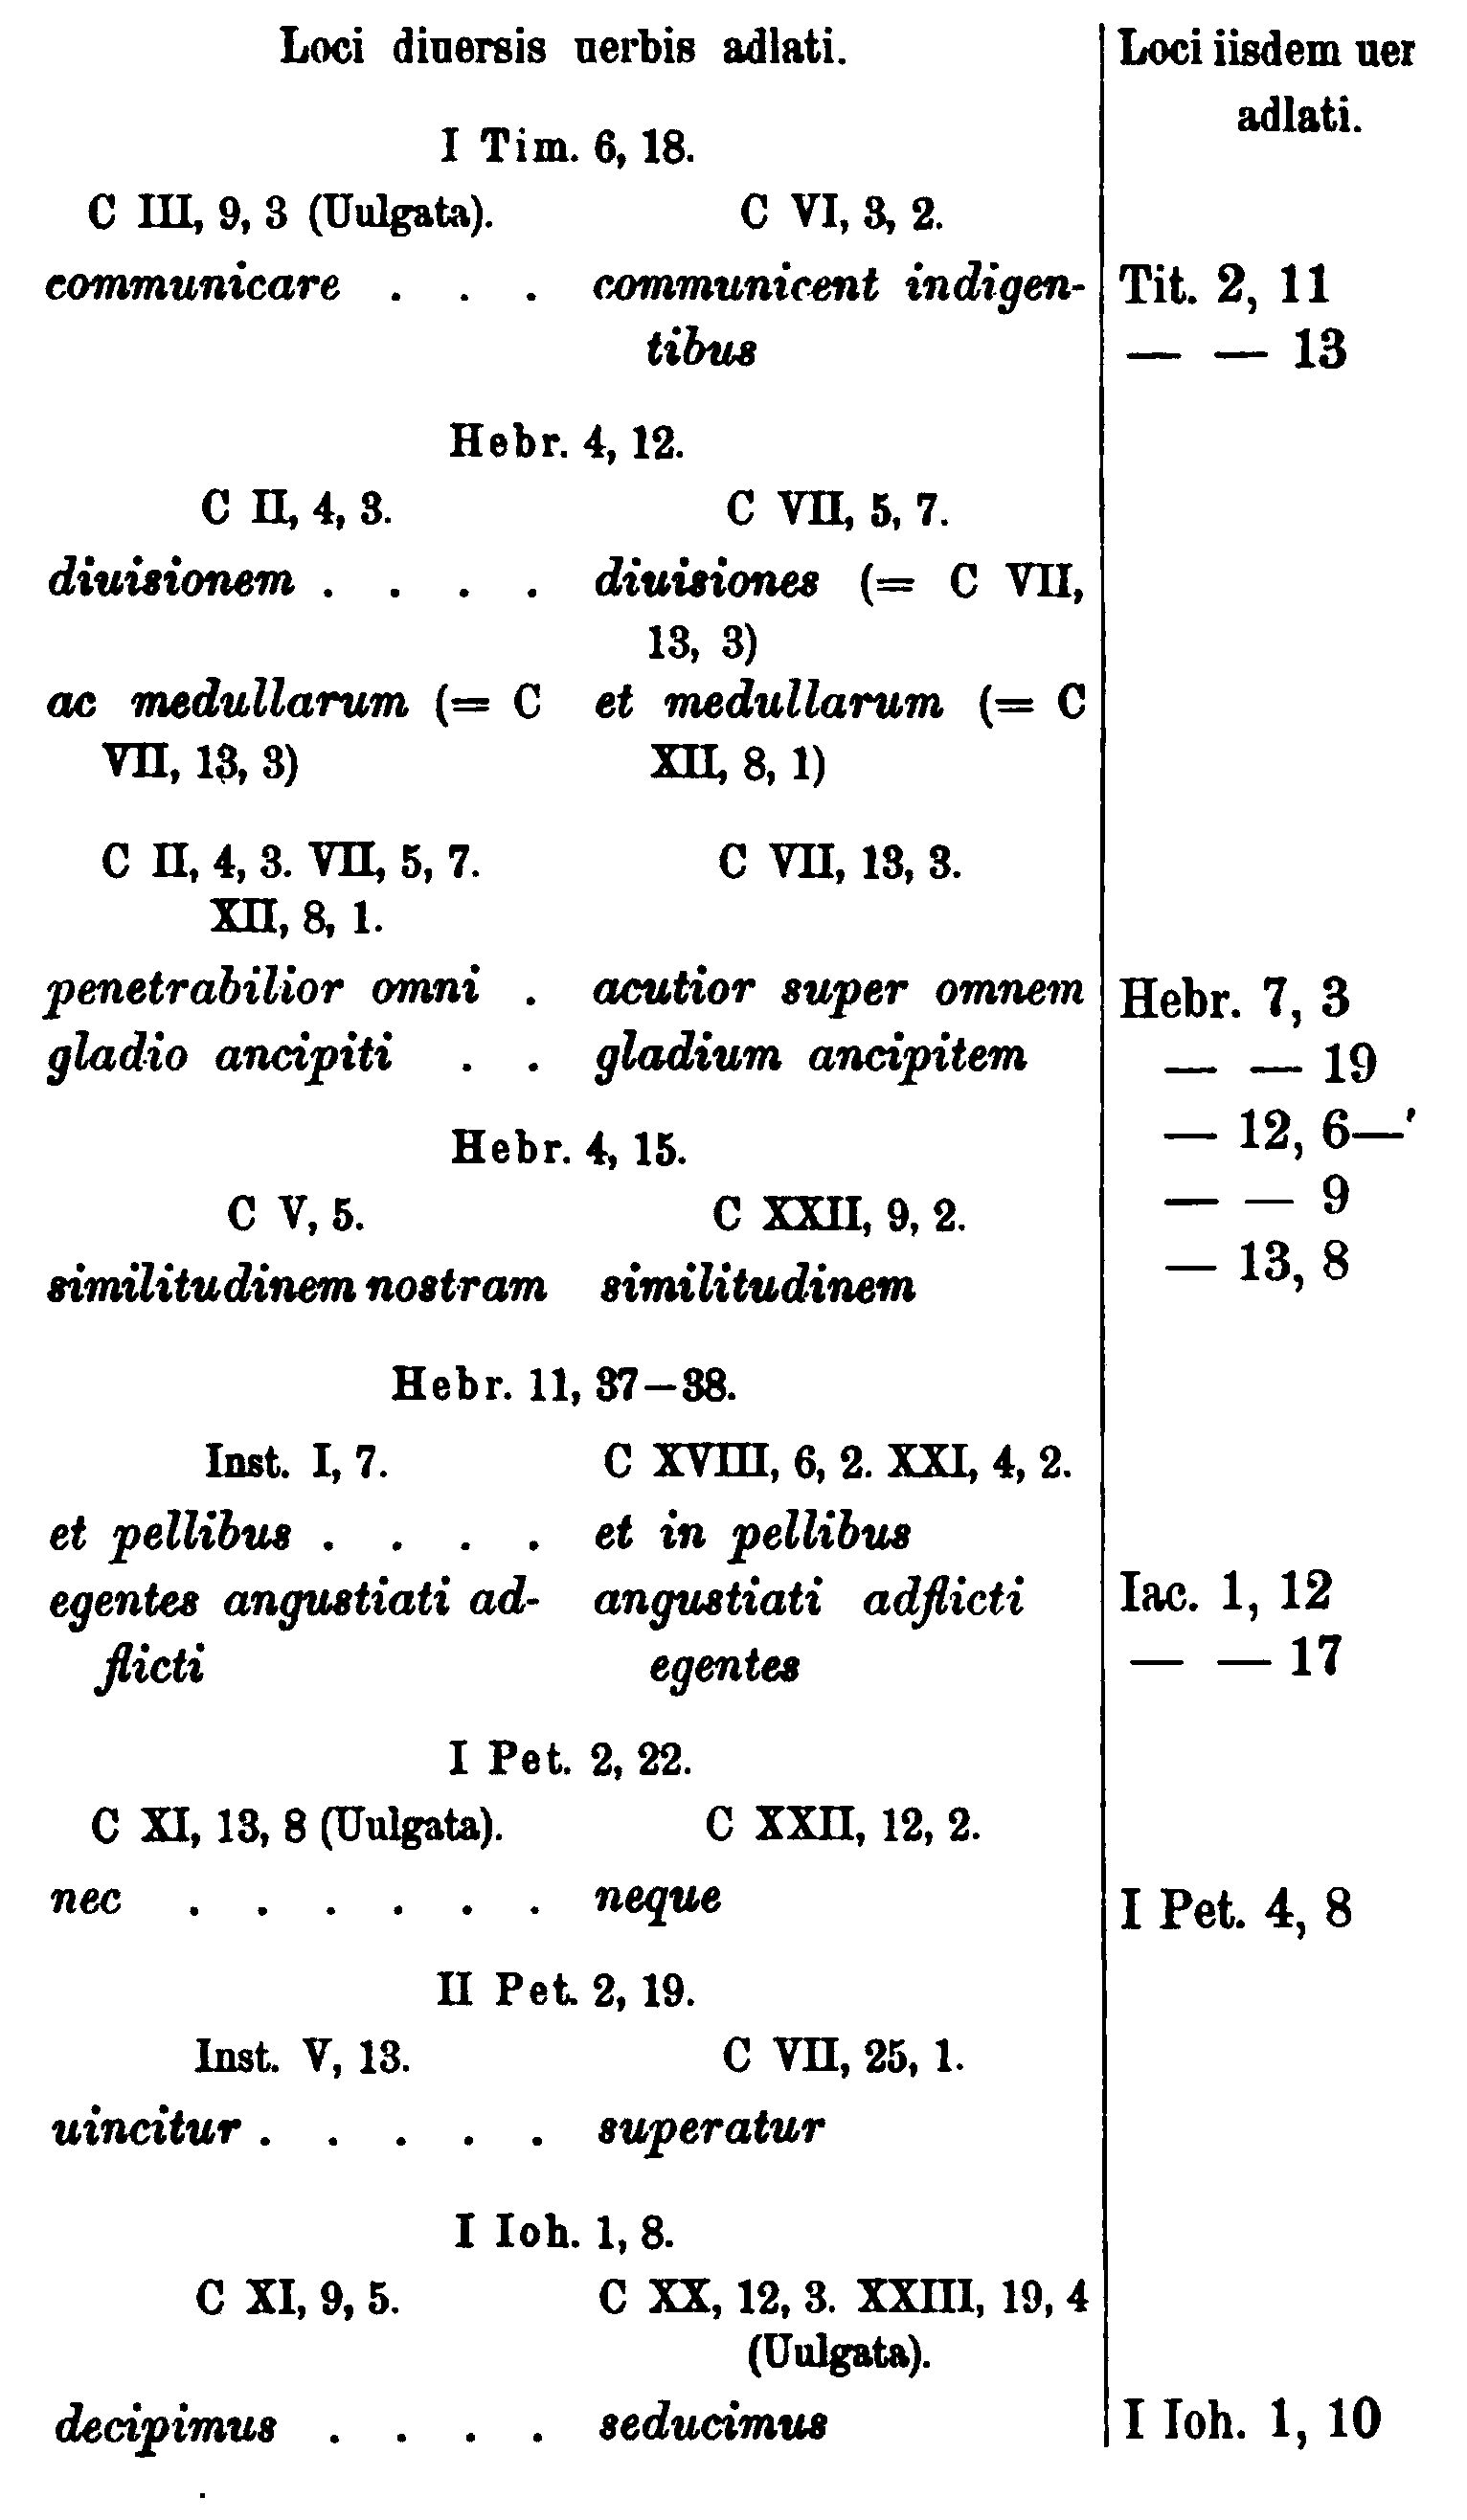 Loci diuersis uerbis adlati.
I Tim. 6, 18.
C III, 9, 3 (Uulgata). C VI, 3, 2.
communicare . . . communicent indigen-
tibus
Hebr. 4, 12.
C II, 4, 3. C VII, 5, 7.
diuisionem . . . . diuisiones (= C VII,
13, 3)
ac medullarum (= C et medullarum (= C
VII, 13, 3) XII, 8, 1)
C II, 4, 3. VII, 5, 7. C VII, 13, 3.
XII, 8, 1.
penetrabilior omni . acutior super omnem
gladio ancipiti . . gladium ancipitem
Hebr. 4, 15.
C V, 5. C XXII, 9, 2.
similitudinem nostram similitudinem
Hebr. 11, 37–38.
Inst. I, 7. C XVIII, 6, 2. XXI, 4, 2.
et pellibus . . . . et in pellibus
egentes angustiati ad- angustiati adflicti
flicti egentes
I Pet. 2, 22.
C XI, 13, 8 (Uulgata). C XXII, 12, 2.
nec . . . . . . neque
II Pet. 2, 19.
Inst. V, 13. C VII, 25, 1.
uincitur . . . . . superatur
I Ioh. 1, 8.
C XI, 9, 5. C XX, 12, 3. XXIII, 19, 4
(Uulgata).
decipimus . . . . seducimus
Loci iisdem uer
adlati.
Tit. 2, 11
— — 13
Hebr. 7, 3
— — 19
— 12, 6—
— — 9
— 13, 8
Iac. 1, 12
— — 17
I Pet. 4, 8
I Ioh. 1, 10